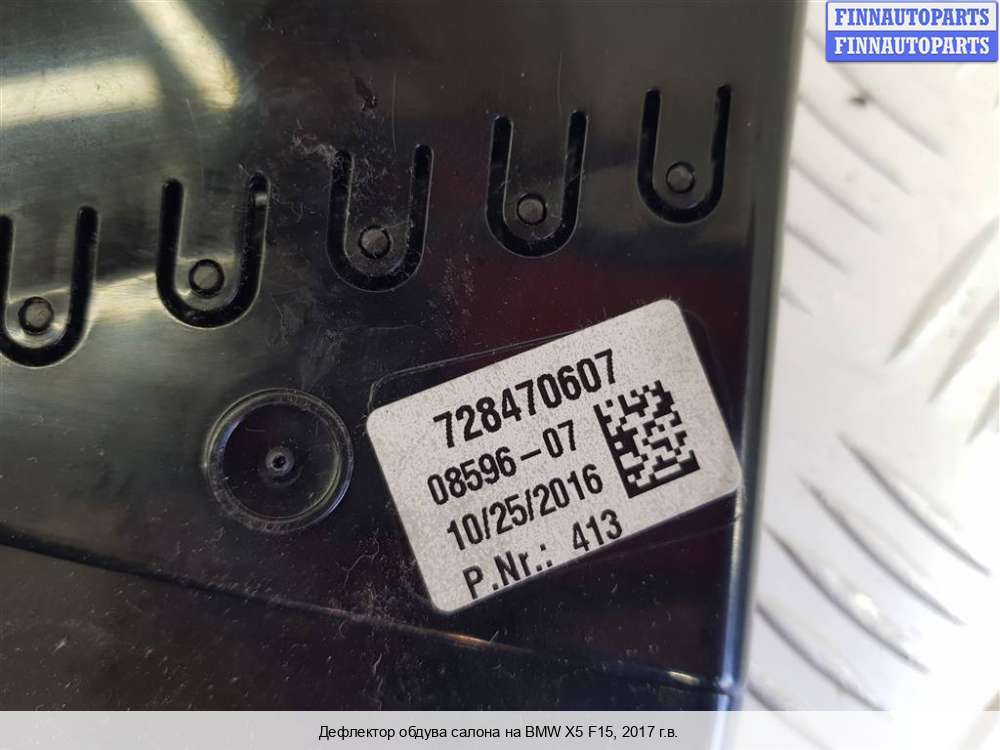 FINNAUTOPARTS
FINNAUTOPARTS
728470607
08596-07
10/25/2016
P.Nr.: 413
Дефлектор обдува салона на BMW X5 F15, 2017 г.в.